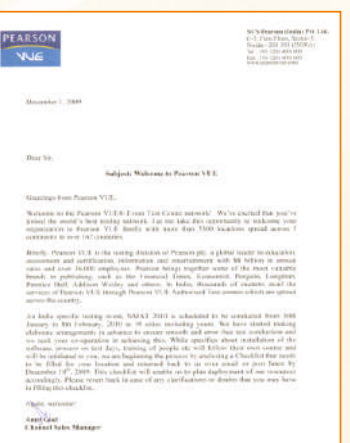 PEARSON
VUE
NCS Pearson (India) Pvt. Ltd.
December 1, 2009
Dear Sir,
Subject: Welcome to Pearson VUE
Greetings from Pearson VUE.
Welcome to the Pearson VUE® Event Test Center network! We're excited that you've
joined the world's best testing network. Let me take this opportunity to welcome your
organization to Pearson VUE family with more than 5500 locations spread across 7
continents in over 162 countries.
Briefly, Pearson VUE is the testing division of Pearson plc, a global leader in education,
assessment and certification, information and entertainment with $8 billion in annual
sales and over 36,000 employees. Pearson brings together some of the most valuable
brands in publishing, such as the Financial Times, Economist, Penguin, Longman,
Prentice Hall, Addison Wesley and others. In India, thousands of students avail the
services of Pearson VUE through Pearson VUE Authorized Test centers which are spread
across the country.
An India specific testing event, NMAT 2010 is scheduled to be conducted from
January to 8th February, 2010 in sites including yours. We have started making
elaborate arrangements in advance to ensure smooth and error free test conduction and
we seek your co-operation in achieving this. While specifics about installation of the
software, process on test days, training of people etc will follow their own course and
will be intimated to you, we are beginning the process by enclosing a Checklist that needs
to be filled for your location and returned back to us over email or post latest by
December 2009. This checklist will enable us to plan deployment of our resources
accordingly. Please revert back in case of any clarifications or doubts that you may have
in filling this checklist.
Again, welcome!
Channel Sales Manager